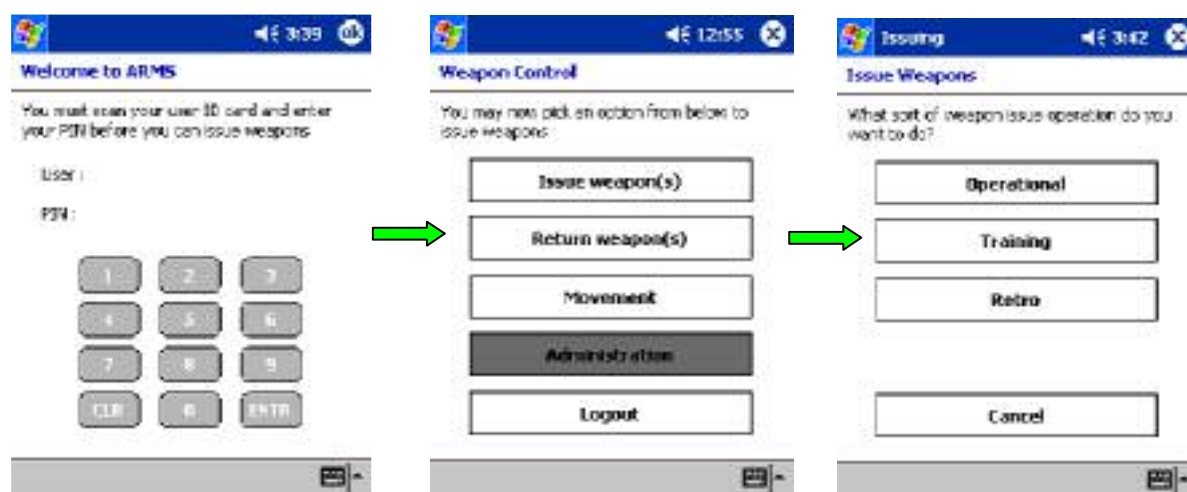 3:39 ok
Welcome to ARMS
You must scan your user ID card and enter
your PIN before you can issue weapons
User :
PIN :
1 2 3
4 5 6
7 8 9
CLR 0 ENTR
12:55
Weapon Control
You may now pick an option from below to
issue weapons
Issue weapon(s)
Return weapon(s)
Movement
Administration
Logout
Issuing 3:42
Issue Weapons
What sort of weapon issue operation do you
want to do?
Operational
Training
Retro
Cancel